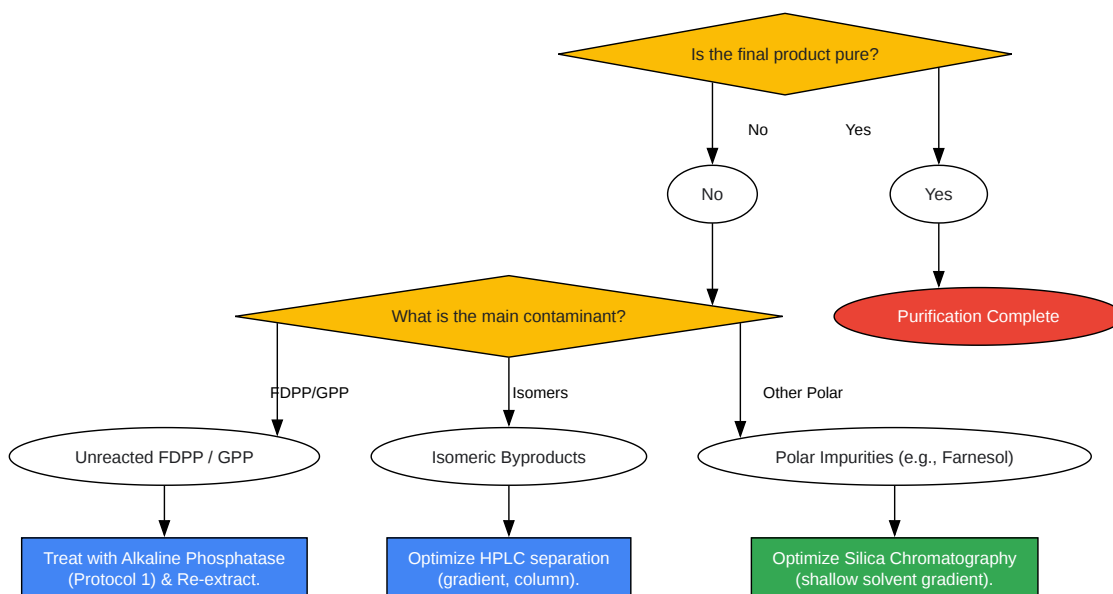 Is the final product pure?
No
Yes
No
Yes
What is the main contaminant?
Purification Complete
FDPP/GPP
Isomers
Other Polar
Unreacted FDPP / GPP
Isomeric Byproducts
Polar Impurities (e.g., Farnesol)
Treat with Alkaline Phosphatase
(Protocol 1) & Re-extract.
Optimize HPLC separation
(gradient, column).
Optimize Silica Chromatography
(shallow solvent gradient).